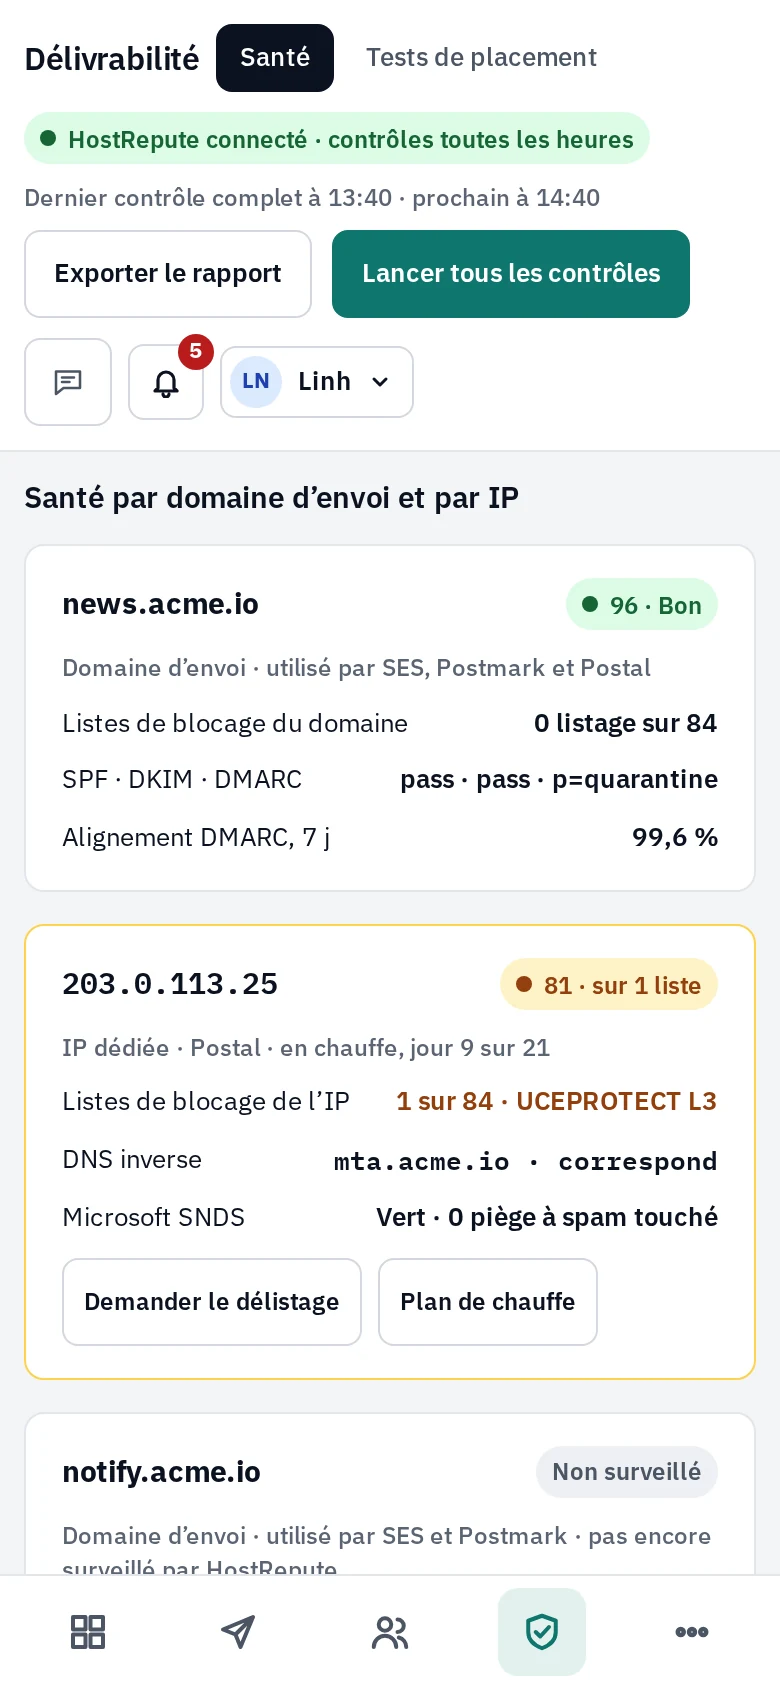 Délivrabilité
Santé
Tests de placement
HostRepute connecté · contrôles toutes les heures
Dernier contrôle complet à 13:40 · prochain à 14:40
Exporter le rapport
Lancer tous les contrôles
5
LN
Linh
Santé par domaine d’envoi et par IP
news.acme.io
96 · Bon
Domaine d’envoi · utilisé par SES, Postmark et Postal
Listes de blocage du domaine
0 listage sur 84
SPF · DKIM · DMARC
pass · pass · p=quarantine
Alignement DMARC, 7 j
99,6 %
203.0.113.25
81 · sur 1 liste
IP dédiée · Postal · en chauffe, jour 9 sur 21
Listes de blocage de l’IP
1 sur 84 · UCEPROTECT L3
DNS inverse
mta.acme.io · correspond
Microsoft SNDS
Vert · 0 piège à spam touché
Demander le délistage
Plan de chauffe
notify.acme.io
Non surveillé
Domaine d’envoi · utilisé par SES et Postmark · pas encore
surveillé par HostRepute